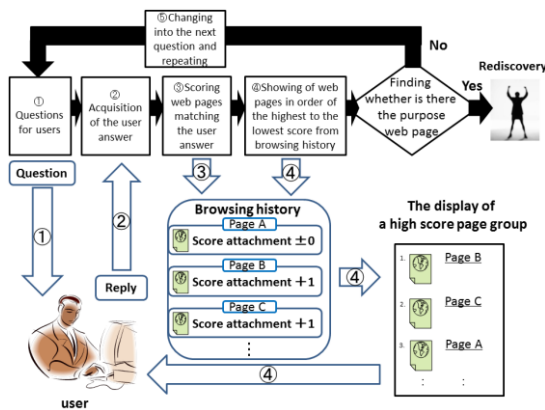 ⑤Changing
into the next
question and
repeating
No
Rediscovery
①
Questions
for users
②
Acquisition
of the user
answer
③Scoring
web pages
matching
the user
answer
④Showing of web
pages in order of
the highest to the
lowest score from
browsing history
Finding
whether is there
the purpose
web page
Yes
Question
①
②
Reply
③
④
Browsing history
Page A
Score attachment ±0
Page B
Score attachment +1
Page C
Score attachment +1
⋮
④
The display of
a high score page group
1. Page B
2. Page C
3. Page A
: :
④
user